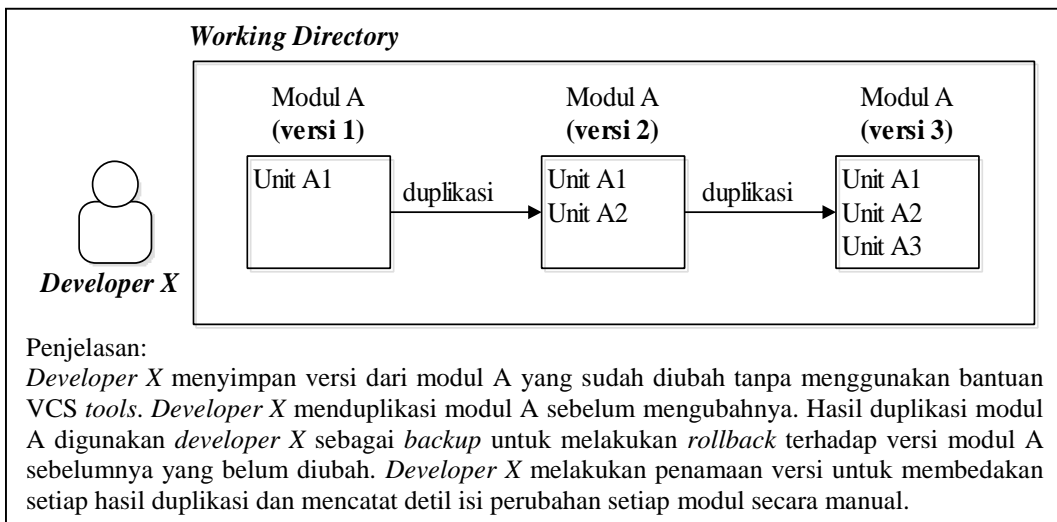 Working Directory
Modul A
(versi 1)
Modul A
(versi 2)
Modul A
(versi 3)
Unit A1
duplikasi
Unit A1
Unit A2
duplikasi
Unit A1
Unit A2
Unit A3
Developer X
Penjelasan:
Developer X menyimpan versi dari modul A yang sudah diubah tanpa menggunakan bantuan
VCS tools. Developer X menduplikasi modul A sebelum mengubahnya. Hasil duplikasi modul
A digunakan developer X sebagai backup untuk melakukan rollback terhadap versi modul A
sebelumnya yang belum diubah. Developer X melakukan penamaan versi untuk membedakan
setiap hasil duplikasi dan mencatat detil isi perubahan setiap modul secara manual.